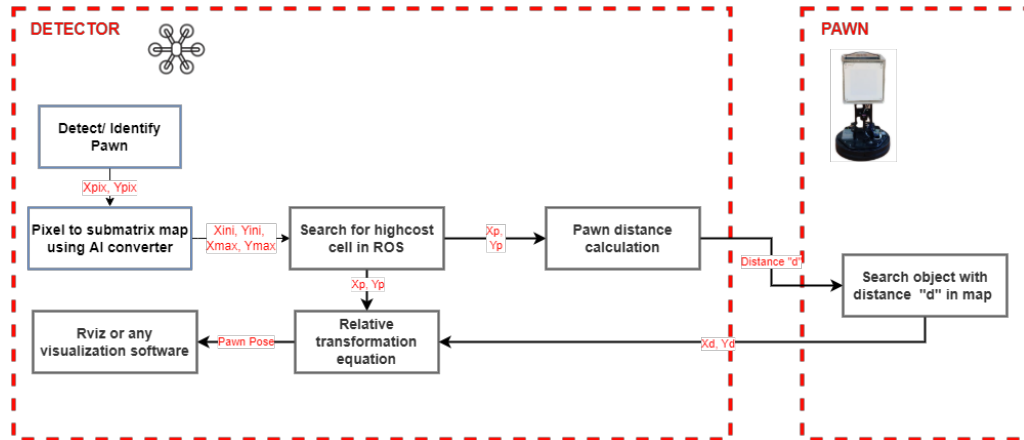 DETECTOR
PAWN
Detect/ Identify
Pawn
Xpix, Ypix
Pixel to submatrix map
using AI converter
Xini, Yini,
Xmax, Ymax
Search for highcost
cell in ROS
Xp,
Yp
Pawn distance
calculation
Distance "d"
Search object with
distance "d" in map
Xp, Yp
Rviz or any
visualization software
Pawn Pose
Relative
transformation
equation
Xd, Yd